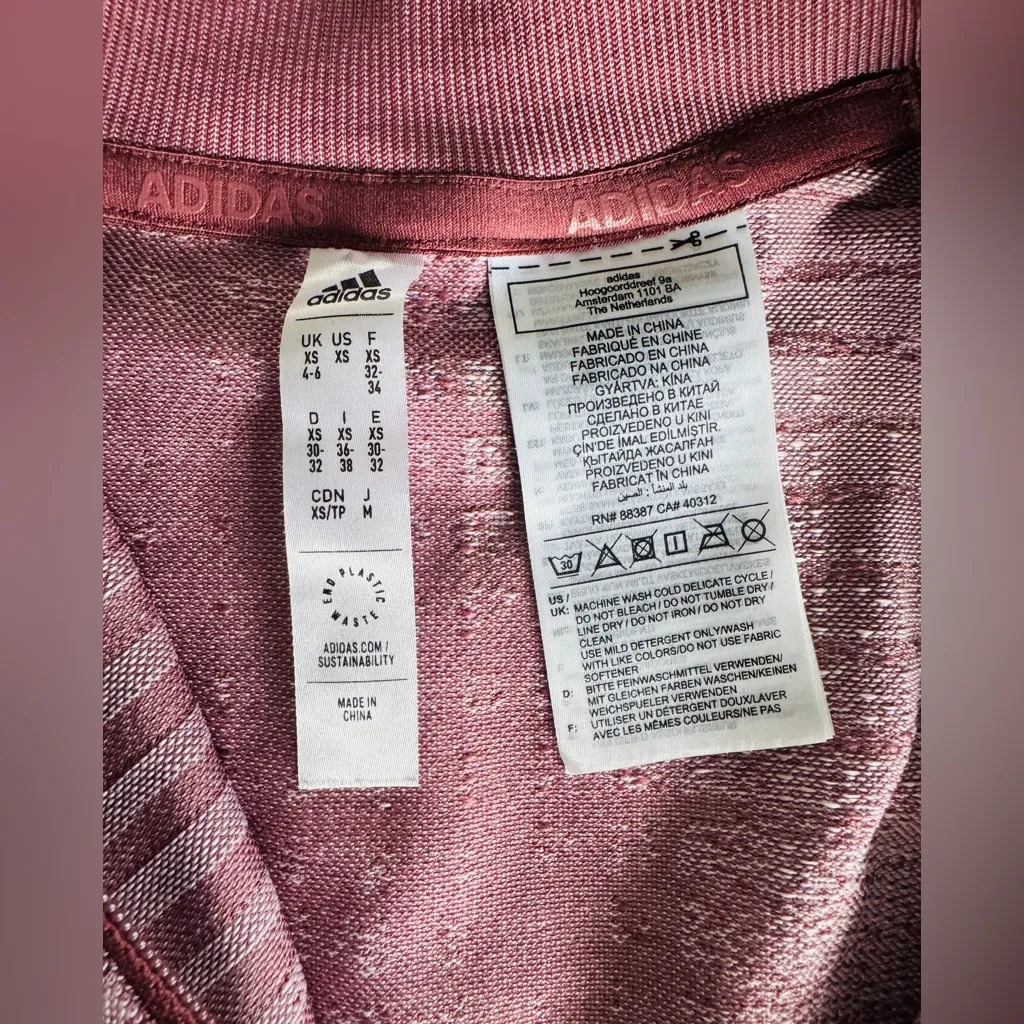 ADIDAS
ADIDAS
adidas
UK US F
XS XS XS
4-6 32-
34
D I E
XS XS XS
30- 36- 30-
32 38 32
CDN J
XS/TP M
END PLASTIC WASTE
ADIDAS.COM/
SUSTAINABILITY
MADE IN
CHINA
adidas
Hoogoorddreef 9a
Amsterdam 1101 BA
The Netherlands
MADE IN CHINA
FABRIQUÉ EN CHINE
FABRICADO EN CHINA
FABRICADO NA CHINA
GYÁRTVA: KÍNA
ПРОИЗВЕДЕНО В КИТАЙ
СДЕЛАНО В КИТАЕ
PROIZVEDENO U KINI
ÇİN'DE İMAL EDİLMİŞTİR.
ҚЫТАЙДА ЖАСАЛҒАН
PROIZVEDENO U KINI
FABRICAT ÎN CHINA
بلد المنشأ : الصين
RN# 88387 CA# 40312
30
US /
UK: MACHINE WASH COLD DELICATE CYCLE /
DO NOT BLEACH / DO NOT TUMBLE DRY /
LINE DRY / DO NOT IRON / DO NOT DRY
CLEAN
USE MILD DETERGENT ONLY/WASH
WITH LIKE COLORS/DO NOT USE FABRIC
SOFTENER
D: BITTE FEINWASCHMITTEL VERWENDEN/
MIT GLEICHEN FARBEN WASCHEN/KEINEN
WEICHSPUELER VERWENDEN
F: UTILISER UN DÉTERGENT DOUX/LAVER
AVEC LES MÊMES COULEURS/NE PAS